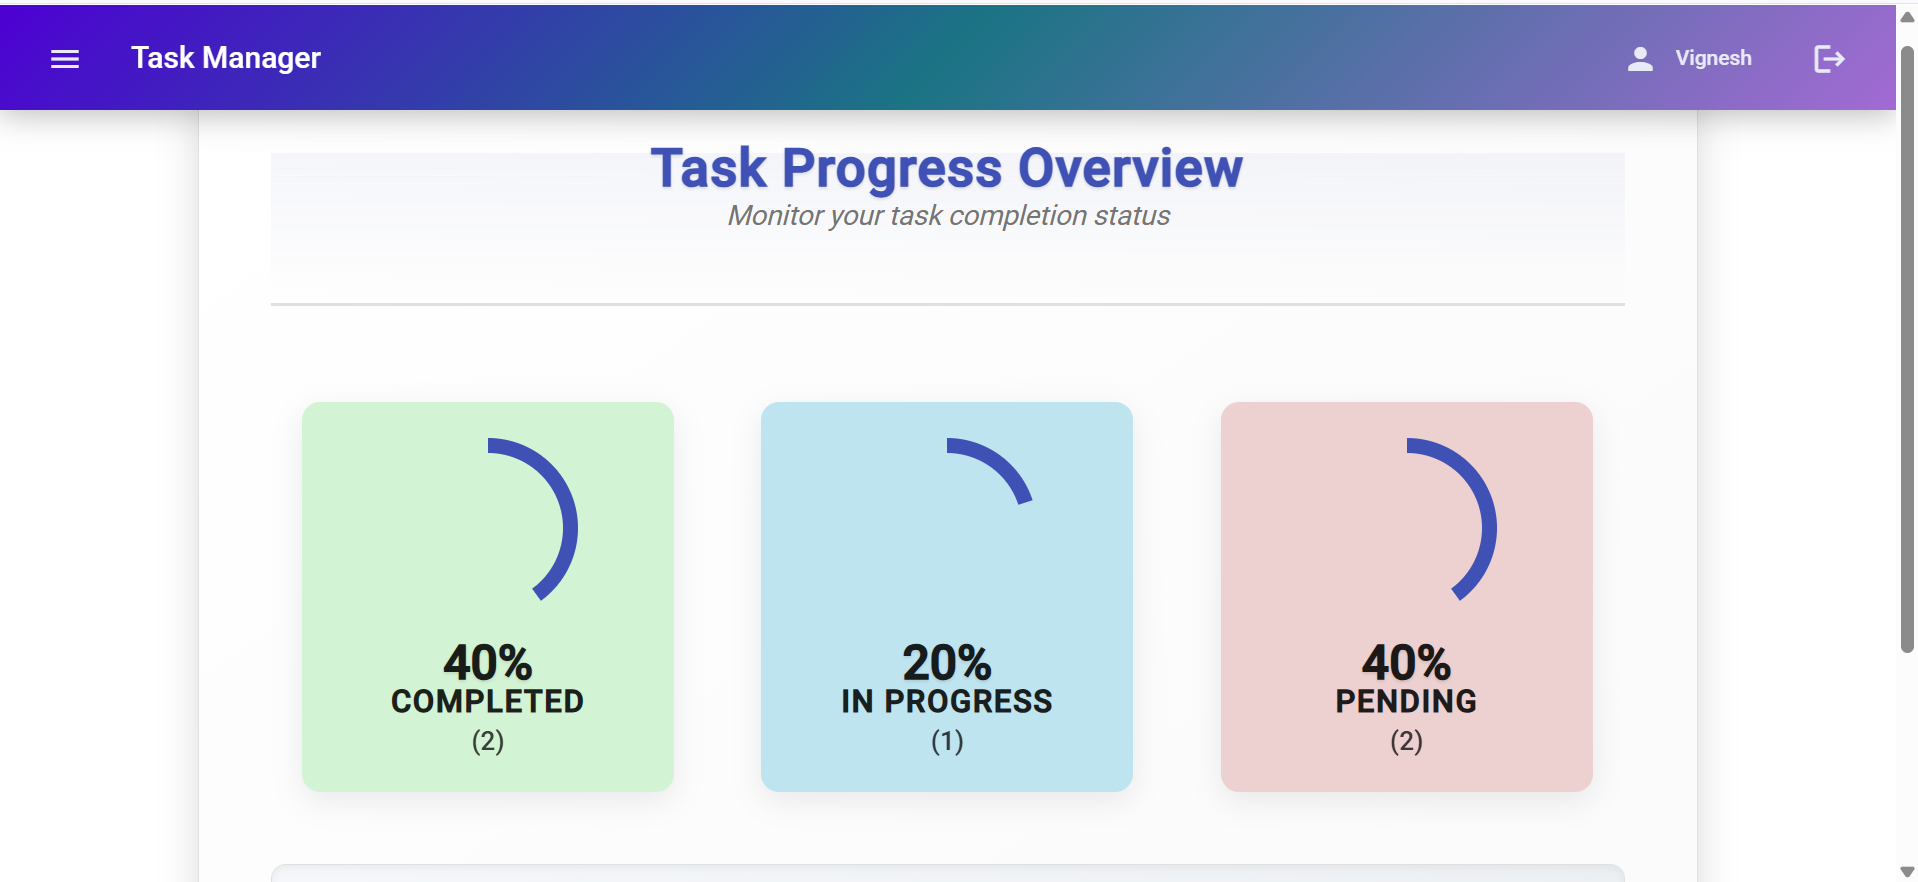 Task Manager
Vignesh
Task Progress Overview
Monitor your task completion status
40%
COMPLETED
(2)
20%
IN PROGRESS
(1)
40%
PENDING
(2)